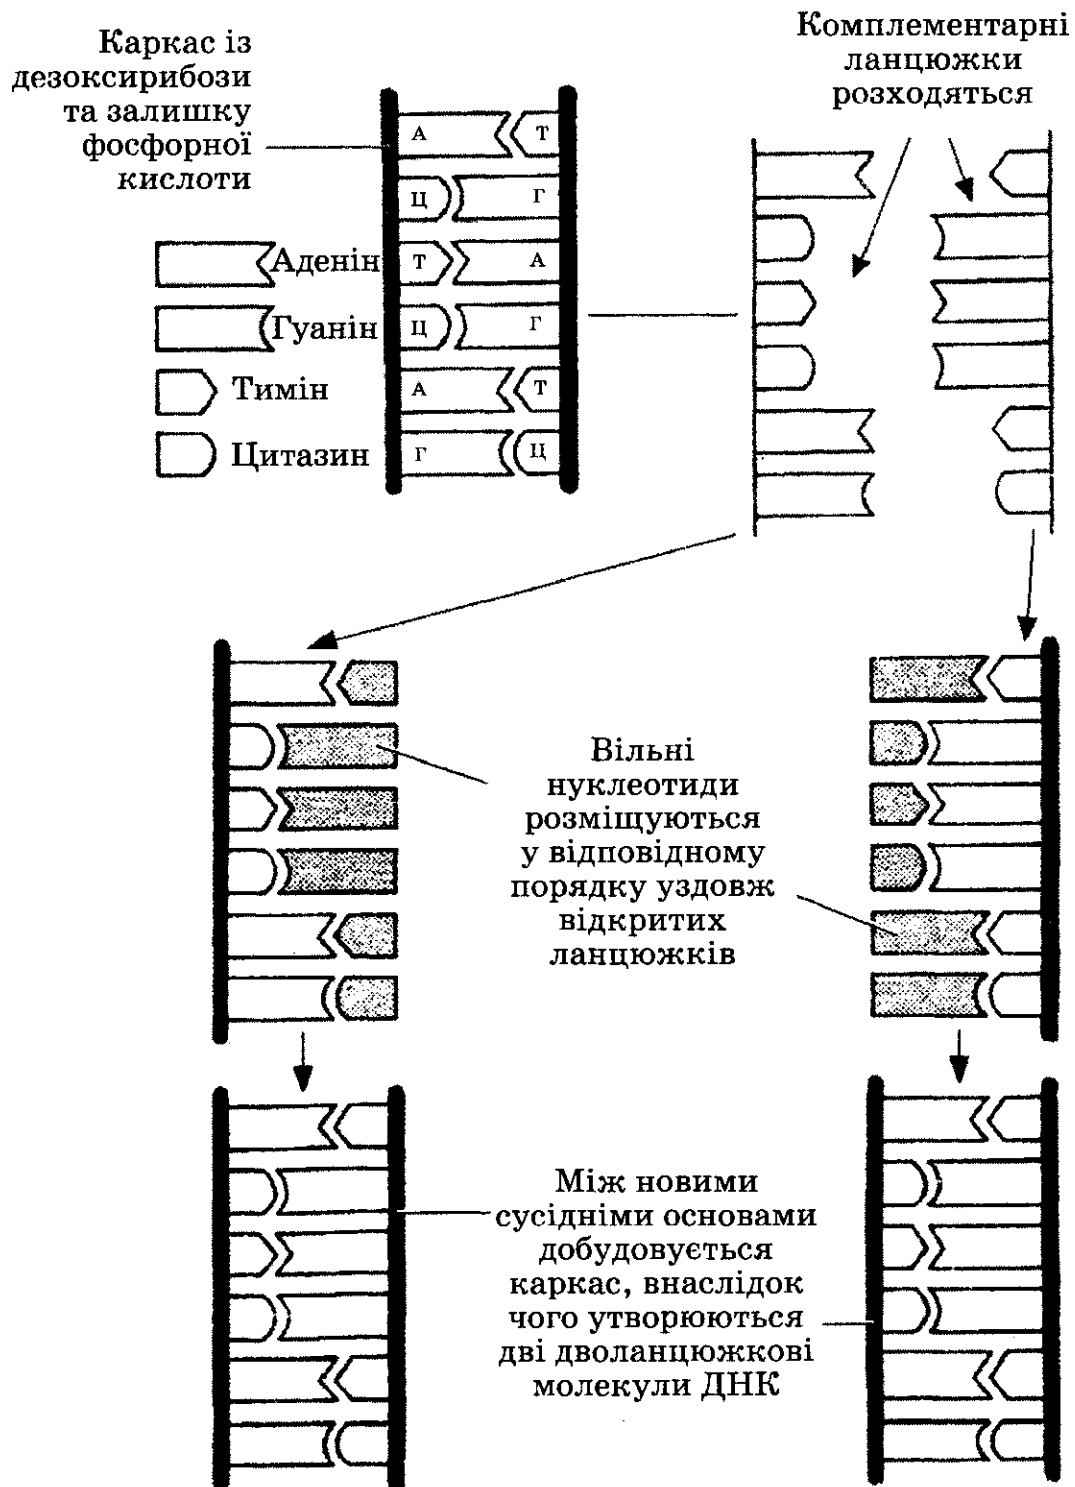 Каркас із
дезоксирибози
та залишку
фосфорної
кислоти
Комплементарні
ланцюжки
розходяться
А Т
Ц Г
Т А
Ц Г
А Т
Г Ц
Аденін
Гуанін
Тимін
Цитазин
Вільні
нуклеотиди
розміщуються
у відповідному
порядку уздовж
відкритих
ланцюжків
Між новими
сусідніми основами
добудовується
каркас, внаслідок
чого утворюються
дві дволанцюжкові
молекули ДНК